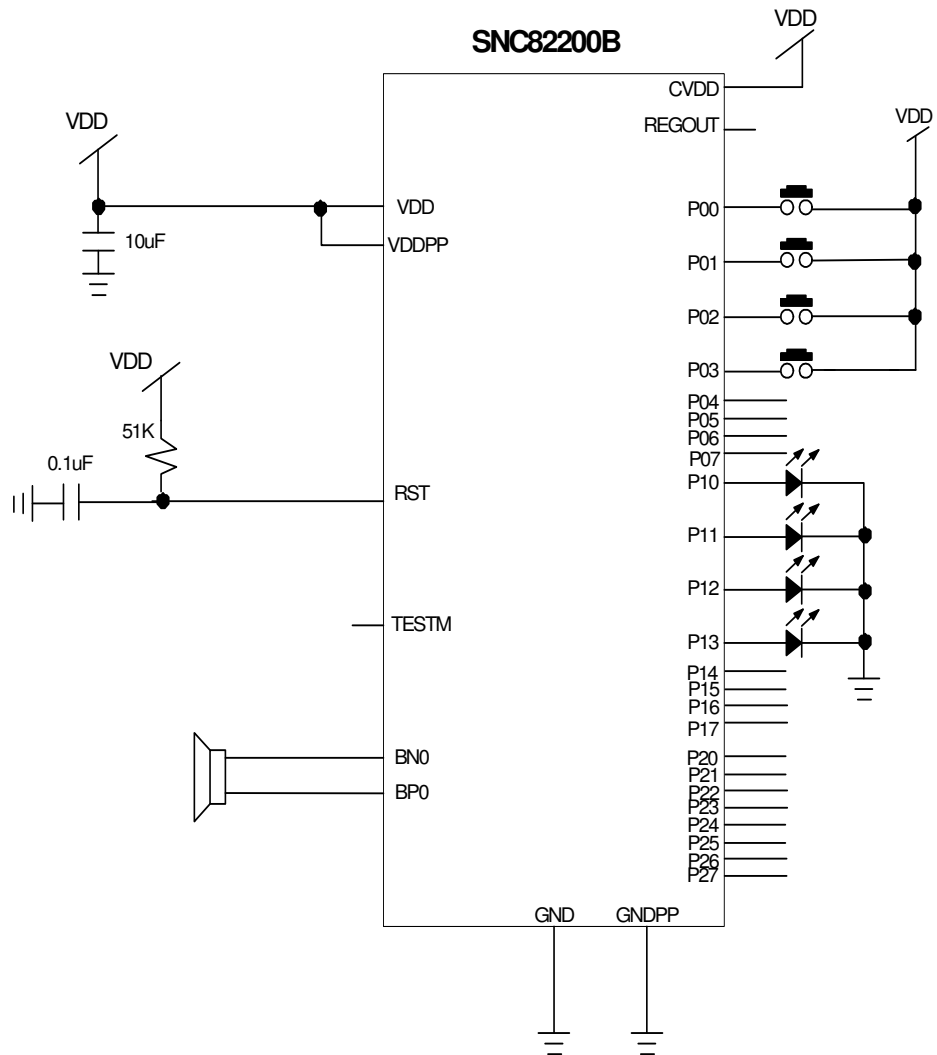 SNC82200B
VDD
CVDD
REGOUT
VDD
VDD
VDD
VDDPP
10uF
P00
P01
P02
P03
P04
P05
P06
P07
VDD
51K
0.1uF
RST
P10
P11
P12
P13
TESTM
P14
P15
P16
P17
BN0
BP0
P20
P21
P22
P23
P24
P25
P26
P27
GND
GNDPP